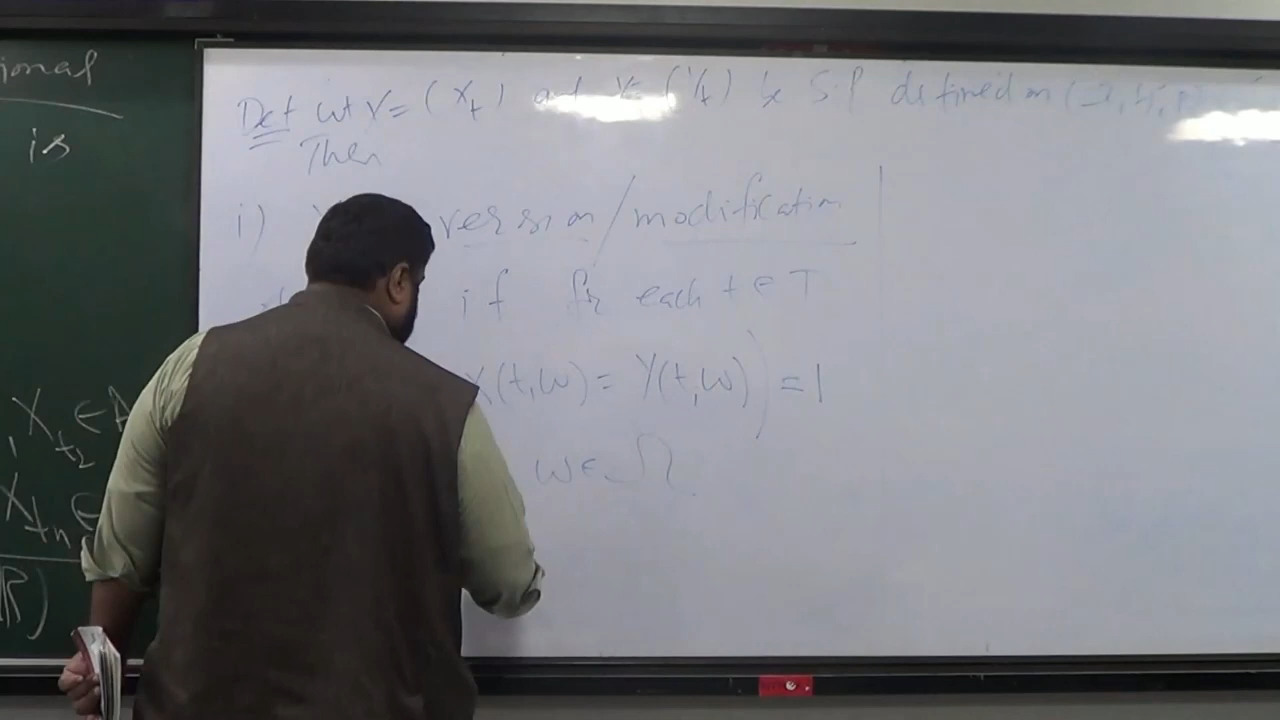 ional
is
, X_{t_2} ∈ A
X_{t_n} ∈
R)
Def Let X = (X_t) and Y = (Y_t) be S.P defined on (Ω,
Then
i) version/modification
if for each t ∈ T
X(t,ω) = Y(t,ω)) = 1
ω ∈ Ω